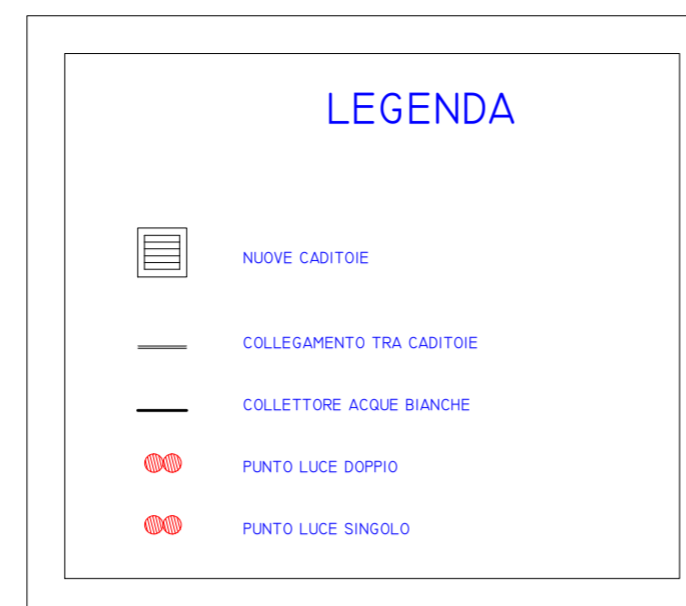 LEGENDA
NUOVE CADITOIE
COLLEGAMENTO TRA CADITOIE
COLLETTORE ACQUE BIANCHE
PUNTO LUCE DOPPIO
PUNTO LUCE SINGOLO